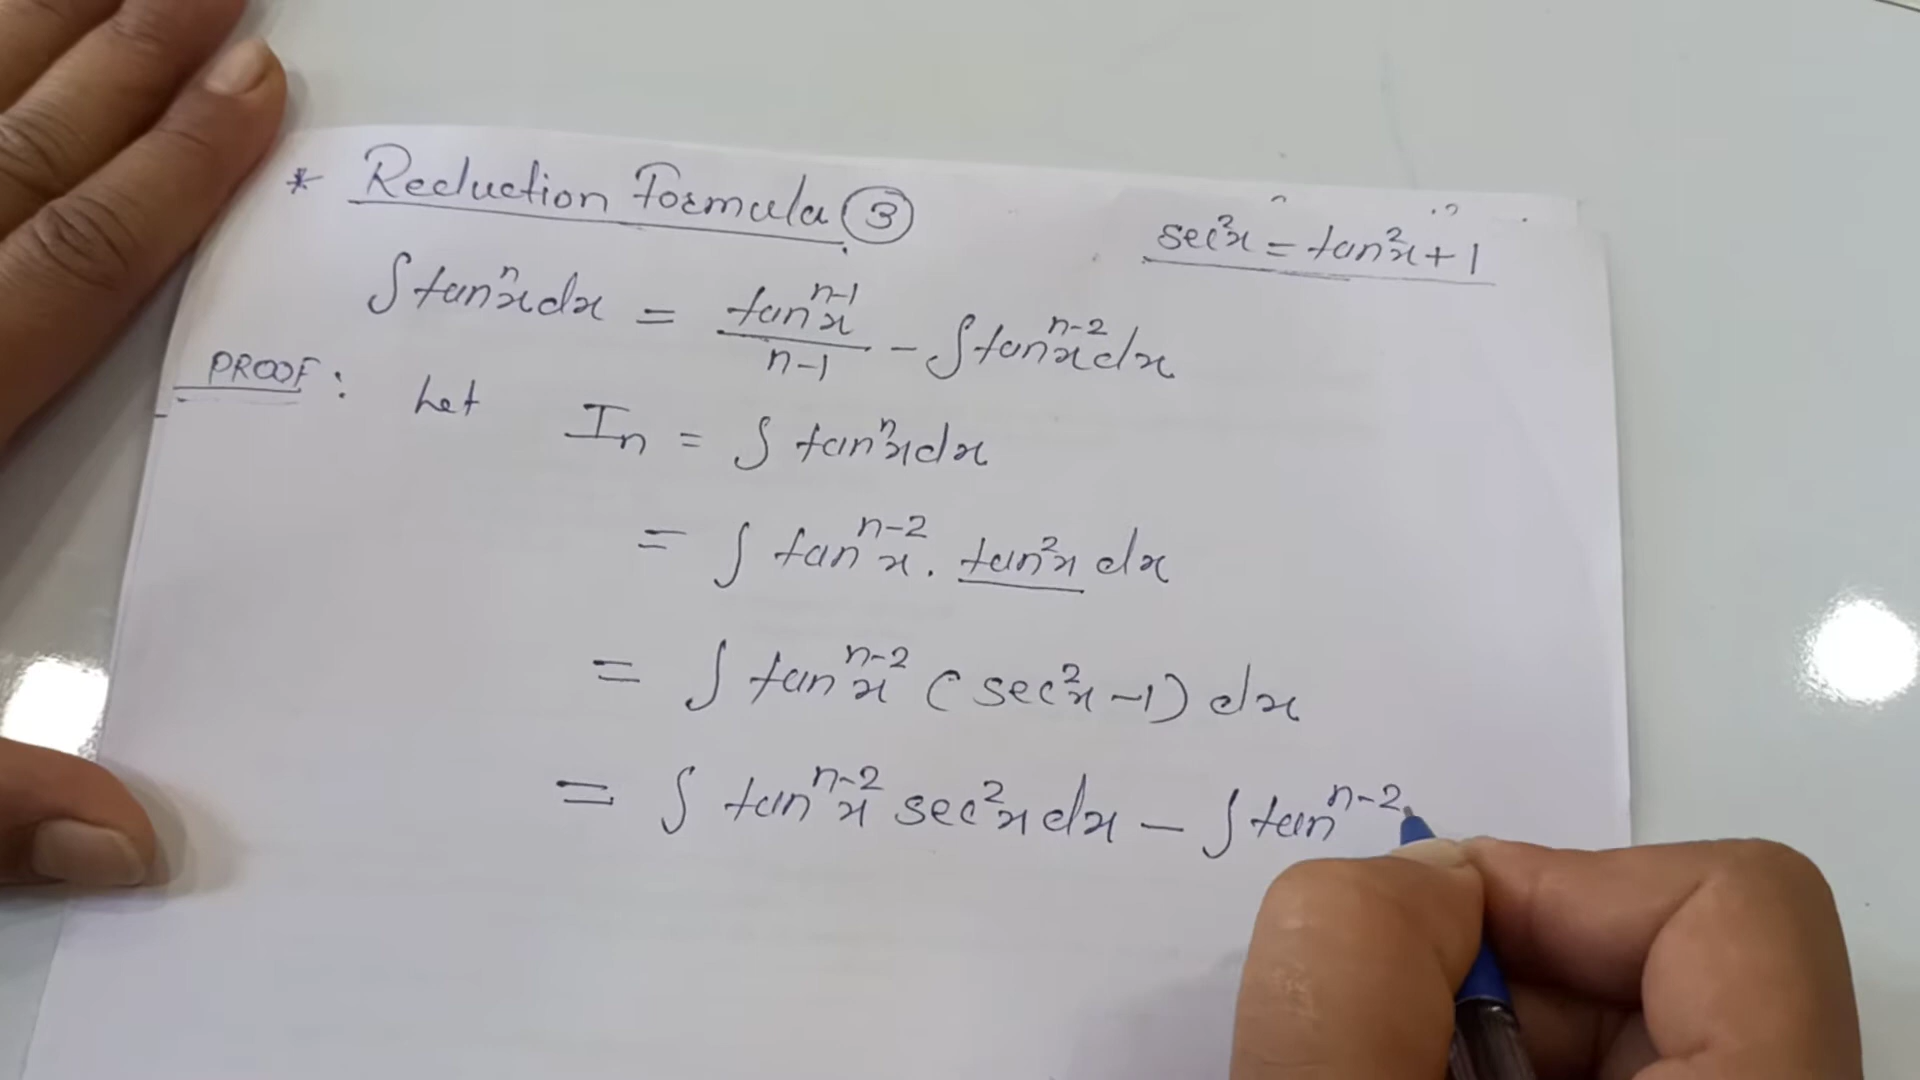 * Reduction Formula ③
sec²x = tan²x + 1
∫ tanⁿx dx = tanⁿ⁻¹x / n-1 - ∫ tanⁿ⁻²x dx
PROOF : Let Iₙ = ∫ tanⁿx dx
= ∫ tanⁿ⁻²x . tan²x dx
= ∫ tanⁿ⁻²x (sec²x - 1) dx
= ∫ tanⁿ⁻²x sec²x dx - ∫ tanⁿ⁻²